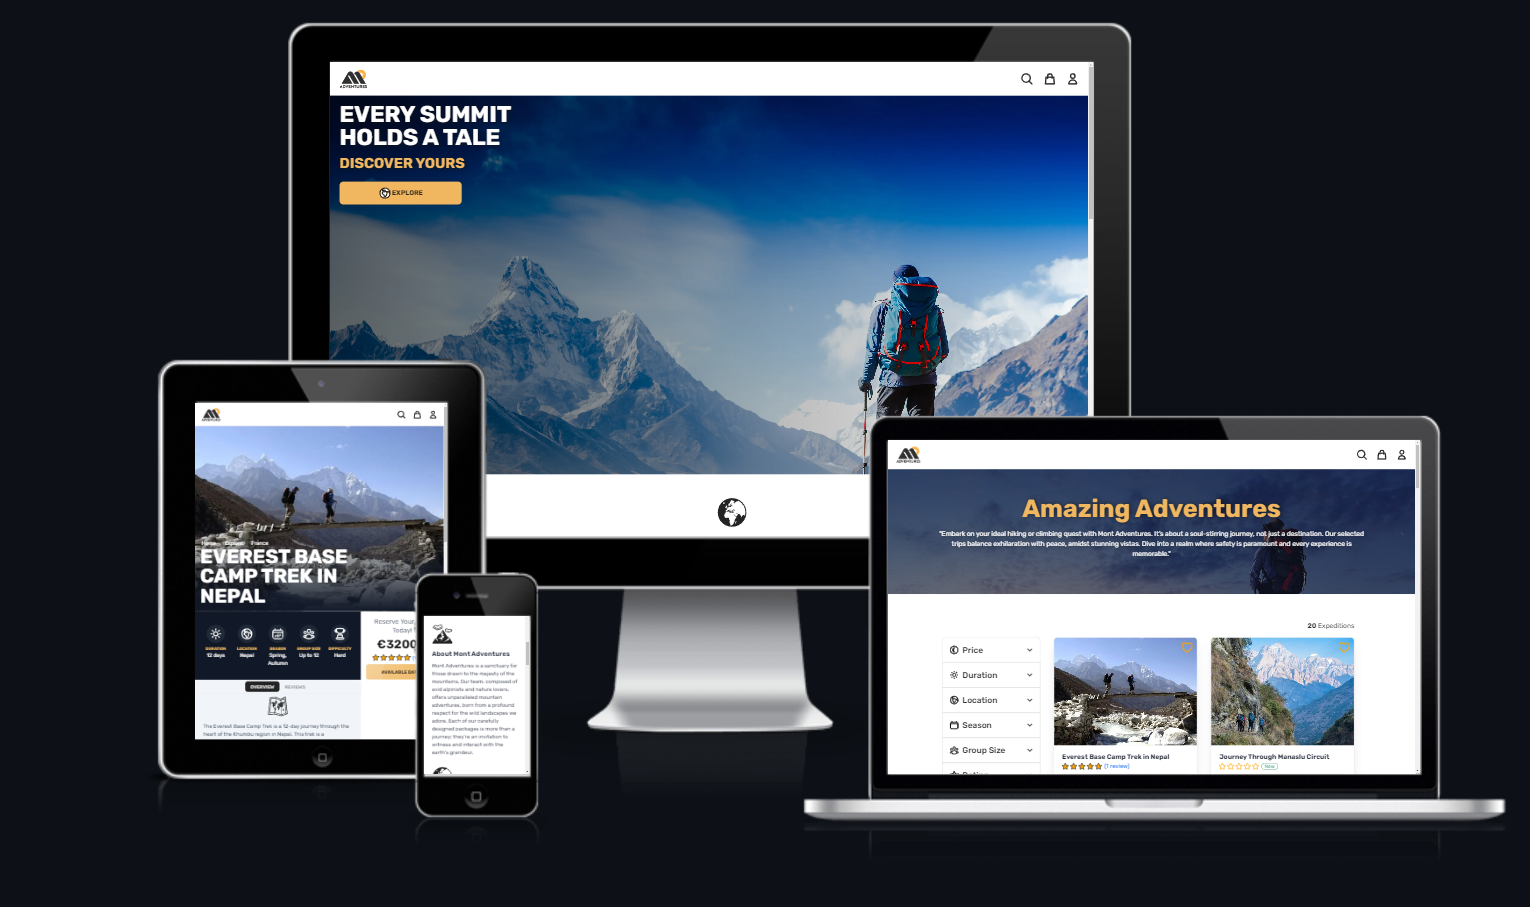 ADVENTURES
EVERY SUMMIT
HOLDS A TALE
DISCOVER YOURS
EXPLORE
ADVENTURES
Home Explore France
EVEREST BASE
CAMP TREK IN
NEPAL
DURATION
12 days
LOCATION
Nepal
SEASON
Spring,
Autumn
GROUP SIZE
Up to 12
DIFFICULTY
Hard
Reserve Your
Today!
€3200
AVAILABLE
OVERVIEW
REVIEWS
The Everest Base Camp Trek is a 12-day journey through the
heart of the Khumbu region in Nepal. This trek is a
About Mont Adventures
Mont Adventures is a sanctuary for
those drawn to the majesty of the
mountains. Our team, composed of
avid alpinists and nature lovers,
offers unparalleled mountain
adventures, born from a profound
respect for the wild landscapes we
adore. Each of our carefully
designed packages is more than a
journey; they're an invitation to
witness and interact with the
earth's grandeur.
ADVENTURES
Amazing Adventures
"Embark on your ideal hiking or climbing quest with Mont Adventures. It's about a soul-stirring journey, not just a destination. Our selected
trips balance exhilaration with peace, amidst stunning vistas. Dive into a realm where safety is paramount and every experience is
memorable."
20 Expeditions
Price
Duration
Location
Season
Group Size
Everest Base Camp Trek in Nepal
(1 review)
Journey Through Manaslu Circuit
New